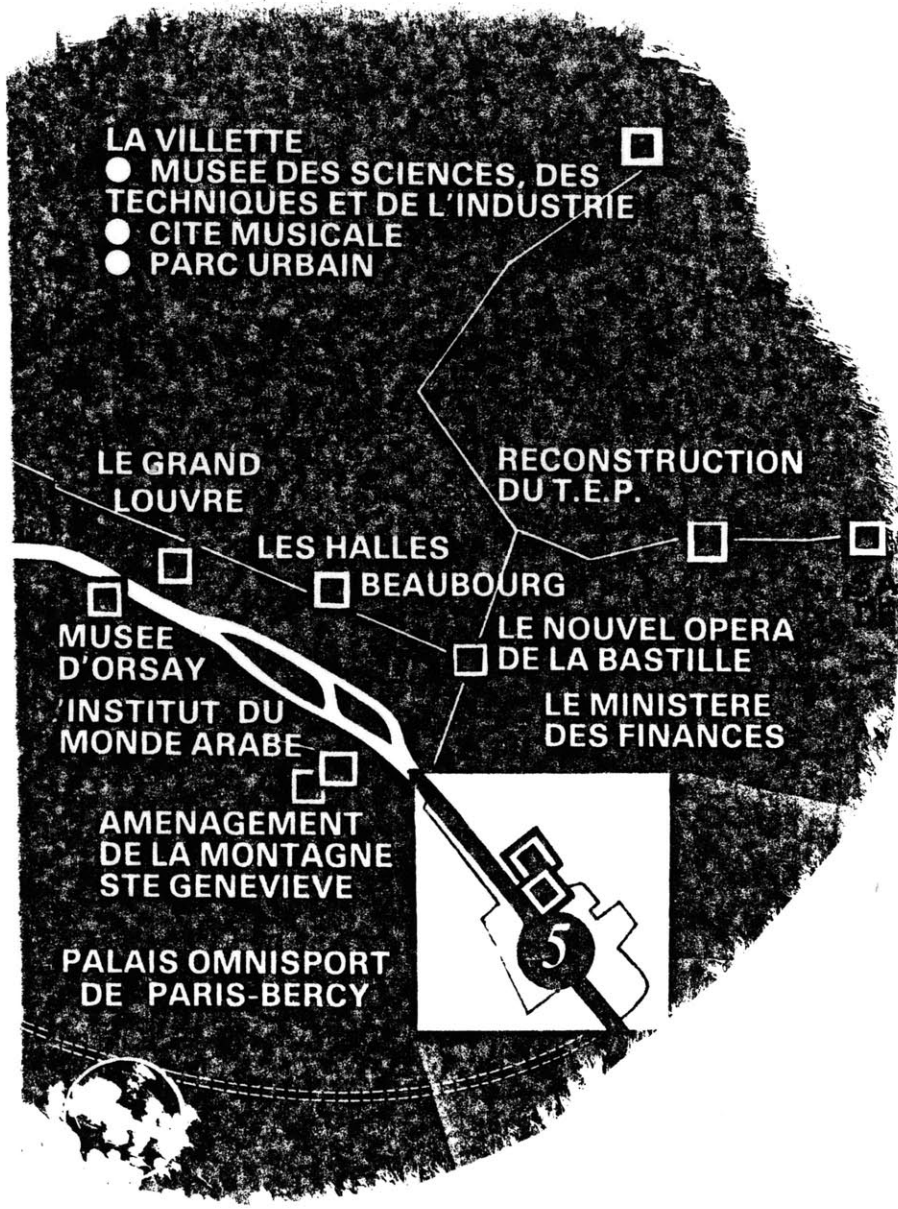 LA VILLETTE
● MUSEE DES SCIENCES, DES
TECHNIQUES ET DE L'INDUSTRIE
● CITE MUSICALE
● PARC URBAIN
LE GRAND
LOUVRE
RECONSTRUCTION
DU T.E.P.
LES HALLES
BEAUBOURG
MUSEE
D'ORSAY
LE NOUVEL OPERA
DE LA BASTILLE
'INSTITUT DU
MONDE ARABE
LE MINISTERE
DES FINANCES
AMENAGEMENT
DE LA MONTAGNE
STE GENEVIEVE
PALAIS OMNISPORT
DE PARIS-BERCY
5